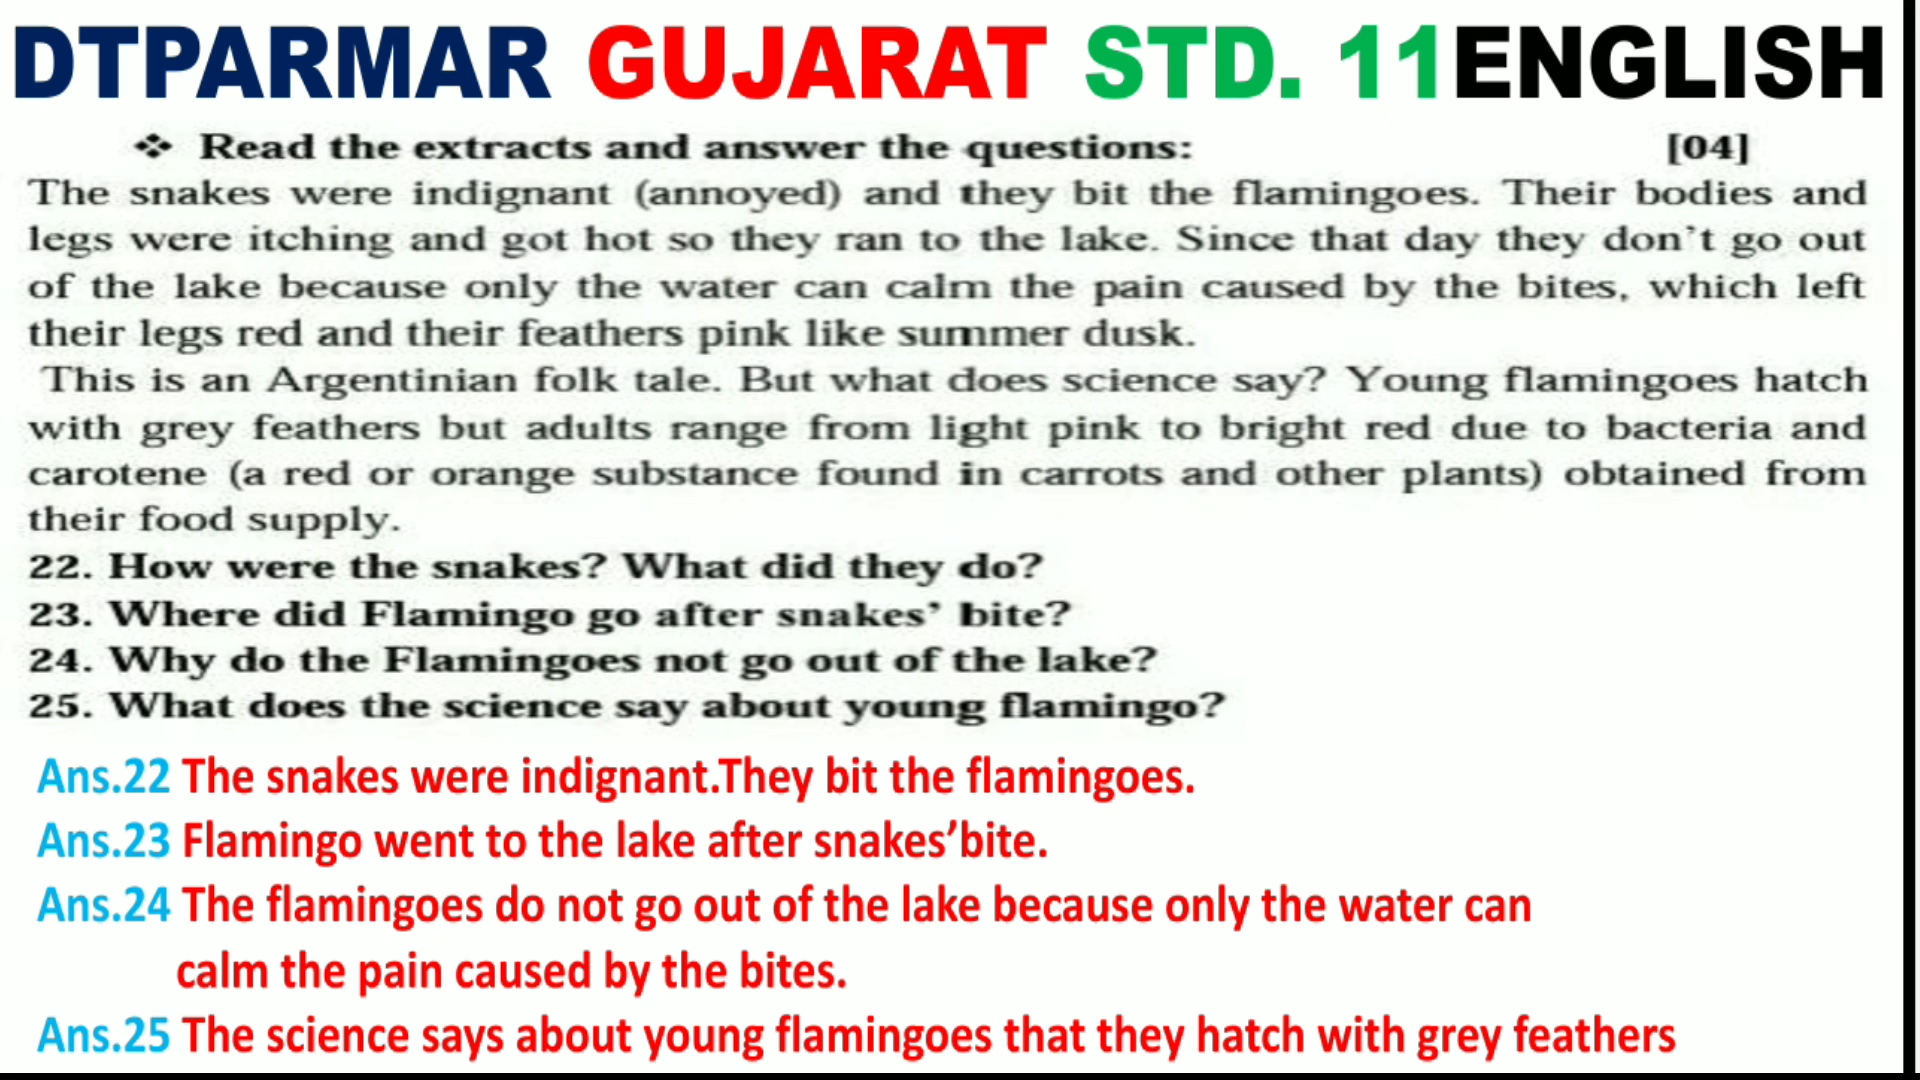 DTPARMAR GUJARAT STD. 11ENGLISH
❖ Read the extracts and answer the questions: [04]
The snakes were indignant (annoyed) and they bit the flamingoes. Their bodies and
legs were itching and got hot so they ran to the lake. Since that day they don't go out
of the lake because only the water can calm the pain caused by the bites, which left
their legs red and their feathers pink like summer dusk.
This is an Argentinian folk tale. But what does science say? Young flamingoes hatch
with grey feathers but adults range from light pink to bright red due to bacteria and
carotene (a red or orange substance found in carrots and other plants) obtained from
their food supply.
22. How were the snakes? What did they do?
23. Where did Flamingo go after snakes' bite?
24. Why do the Flamingoes not go out of the lake?
25. What does the science say about young flamingo?
Ans.22 The snakes were indignant.They bit the flamingoes.
Ans.23 Flamingo went to the lake after snakes'bite.
Ans.24 The flamingoes do not go out of the lake because only the water can
calm the pain caused by the bites.
Ans.25 The science says about young flamingoes that they hatch with grey feathers